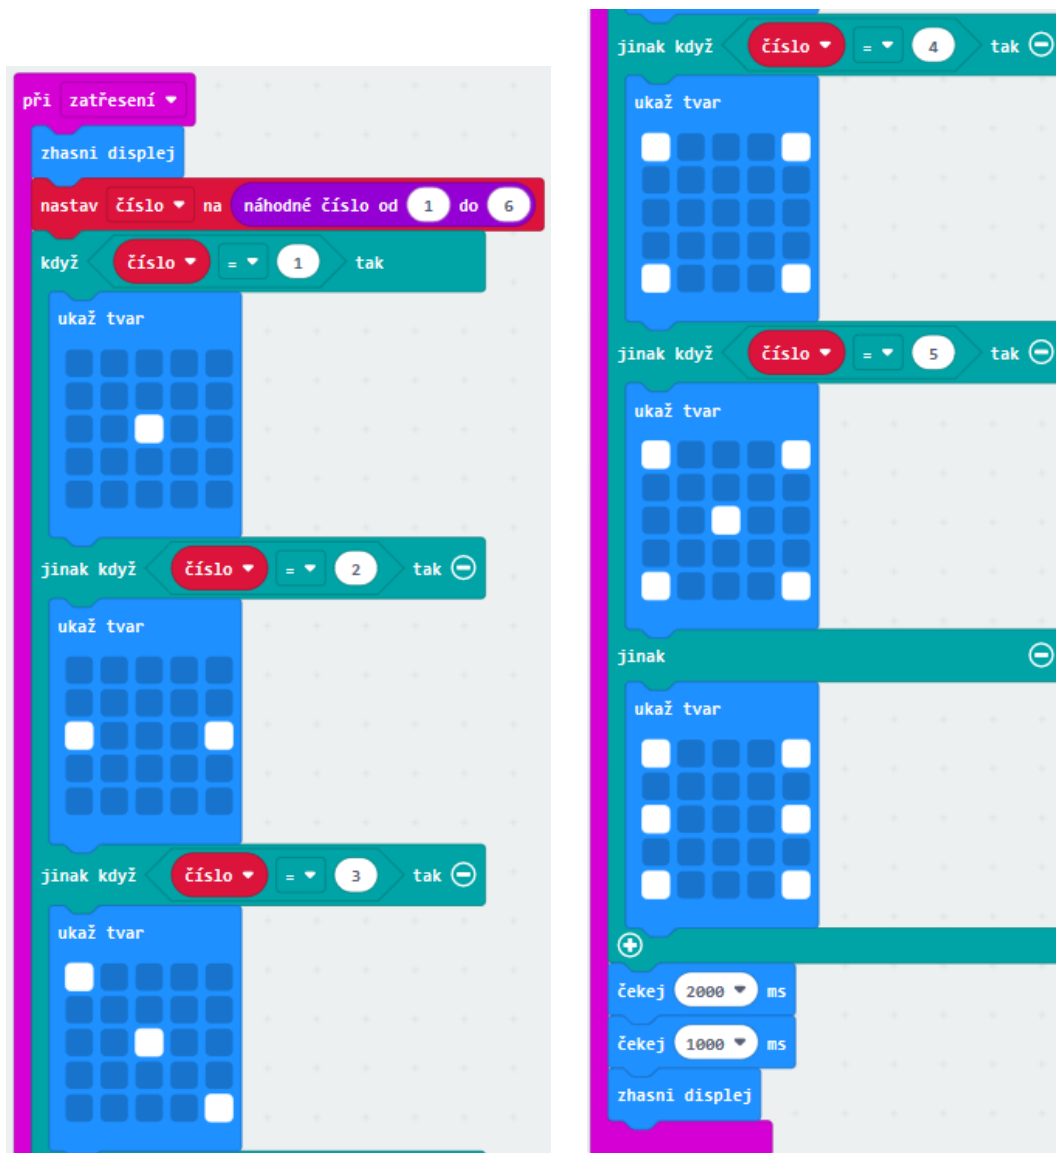 při zatřesení
zhasni displej
nastav číslo na náhodné číslo od 1 do 6
když číslo = 1 tak
ukaž tvar
jinak když číslo = 2 tak
ukaž tvar
jinak když číslo = 3 tak
ukaž tvar
jinak když číslo = 4 tak
ukaž tvar
jinak když číslo = 5 tak
ukaž tvar
jinak
ukaž tvar
čekej 2000 ms
čekej 1000 ms
zhasni displej